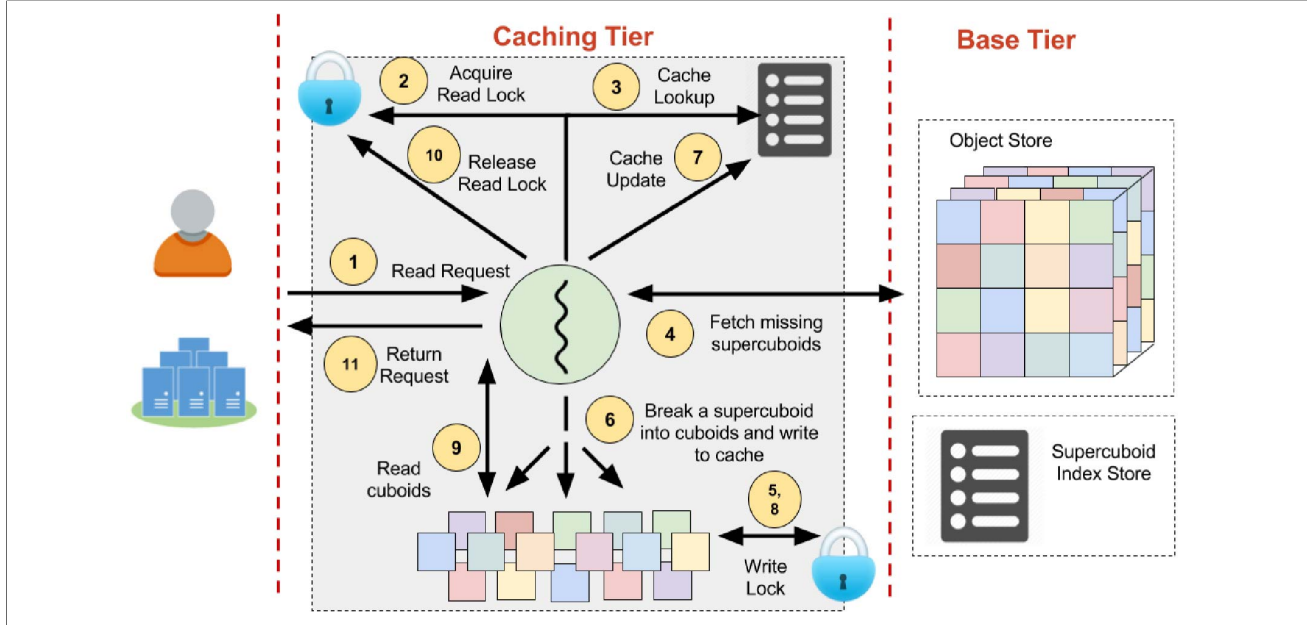 Caching Tier
Base Tier
2
Acquire
Read Lock
3
Cache
Lookup
10
Release
Read Lock
Cache
Update
7
Object Store
1
Read Request
4
Fetch missing
supercuboids
11
Return
Request
6
Break a supercuboid
into cuboids and write
to cache
9
Read
cuboids
5,
8
Write
Lock
Supercuboid
Index Store